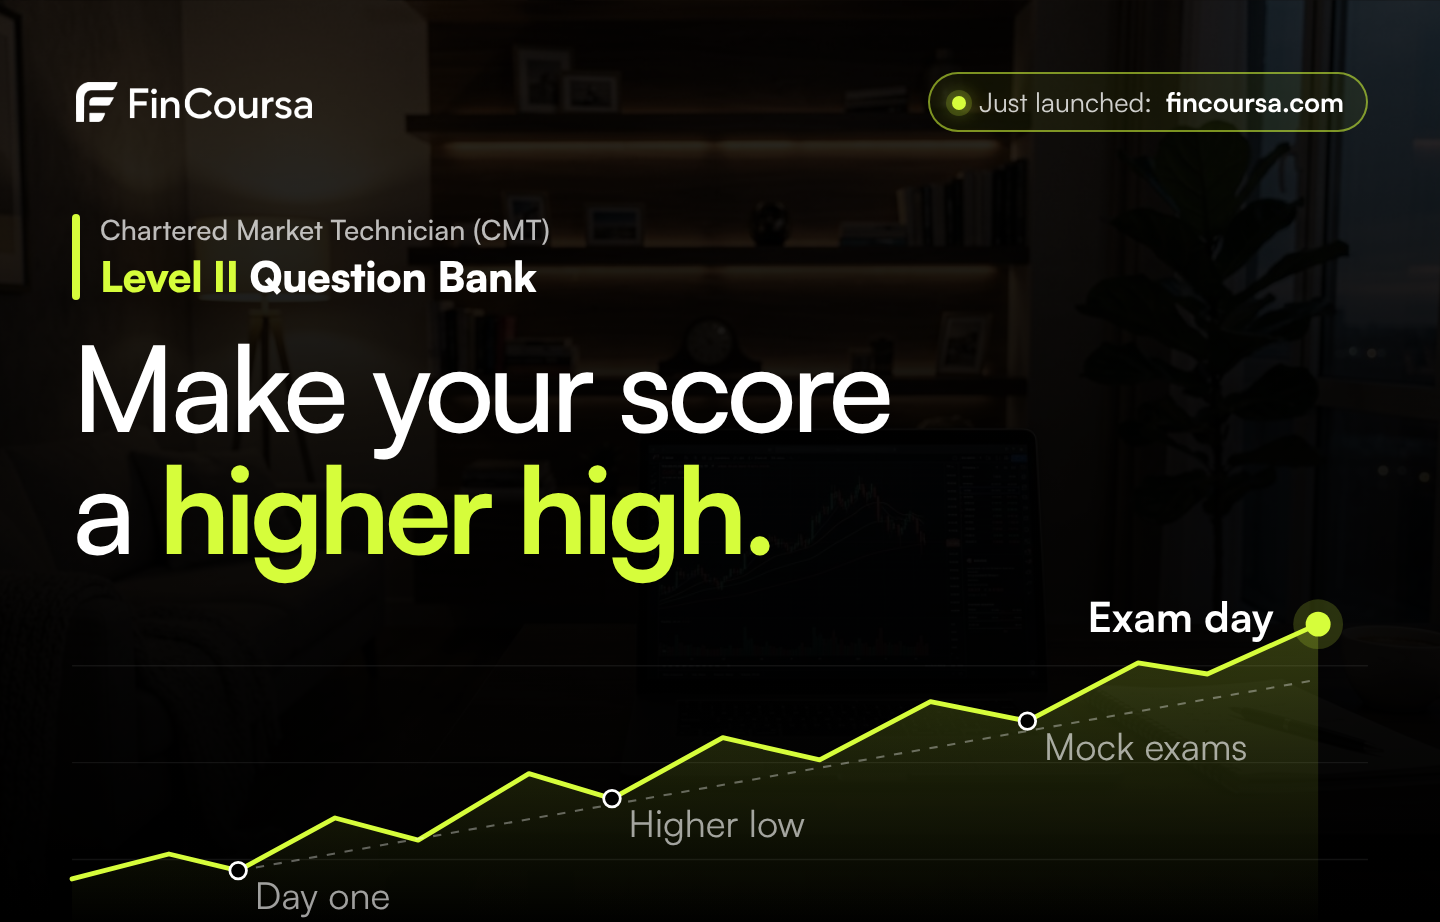 FinCoursa
Just launched: fincoursa.com
Chartered Market Technician (CMT)
Level II Question Bank
Make your score
a higher high.
Exam day
Mock exams
Higher low
Day one